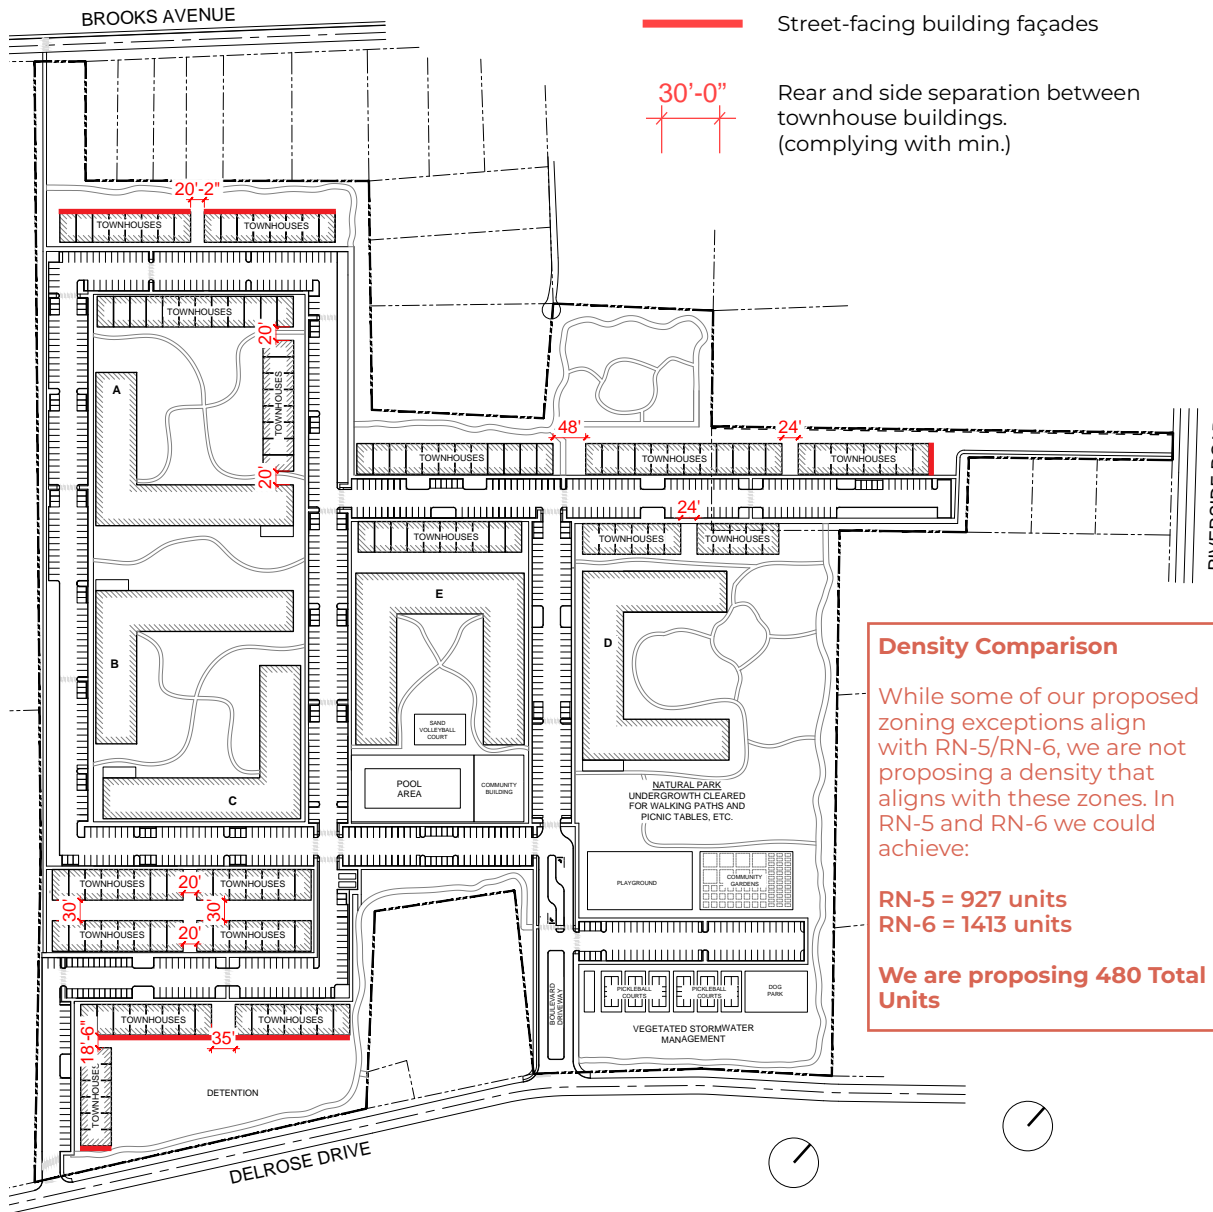 BROOKS AVENUE
Street-facing building façades
30’-0”
Rear and side separation between
townhouse buildings.
(complying with min.)
20'-2"
TOWNHOUSES
TOWNHOUSES
TOWNHOUSES
20'
A
TOWNHOUSES
20'
48'
24'
TOWNHOUSES
TOWNHOUSES
TOWNHOUSES
24'
TOWNHOUSES
TOWNHOUSES
TOWNHOUSES
RIVERSIDE ROAD
E
B
D
C
SAND
VOLLEYBALL
COURT
POOL
AREA
COMMUNITY
BUILDING
NATURAL PARK
UNDERGROWTH CLEARED
FOR WALKING PATHS AND
PICNIC TABLES, ETC.
Density Comparison
While some of our proposed
zoning exceptions align
with RN-5/RN-6, we are not
proposing a density that
aligns with these zones. In
RN-5 and RN-6 we could
achieve:
RN-5 = 927 units
RN-6 = 1413 units
We are proposing 480 Total
Units
PLAYGROUND
COMMUNITY
GARDENS
TOWNHOUSES
20'
TOWNHOUSES
30'
30'
TOWNHOUSES
20'
TOWNHOUSES
BOULEVARD
DRIVEWAY
PICKLEBALL
COURTS
PICKLEBALL
COURTS
DOG
PARK
VEGETATED STORMWATER
MANAGEMENT
TOWNHOUSES
TOWNHOUSES
18'-6"
35'
TOWNHOUSES
DETENTION
DELROSE DRIVE